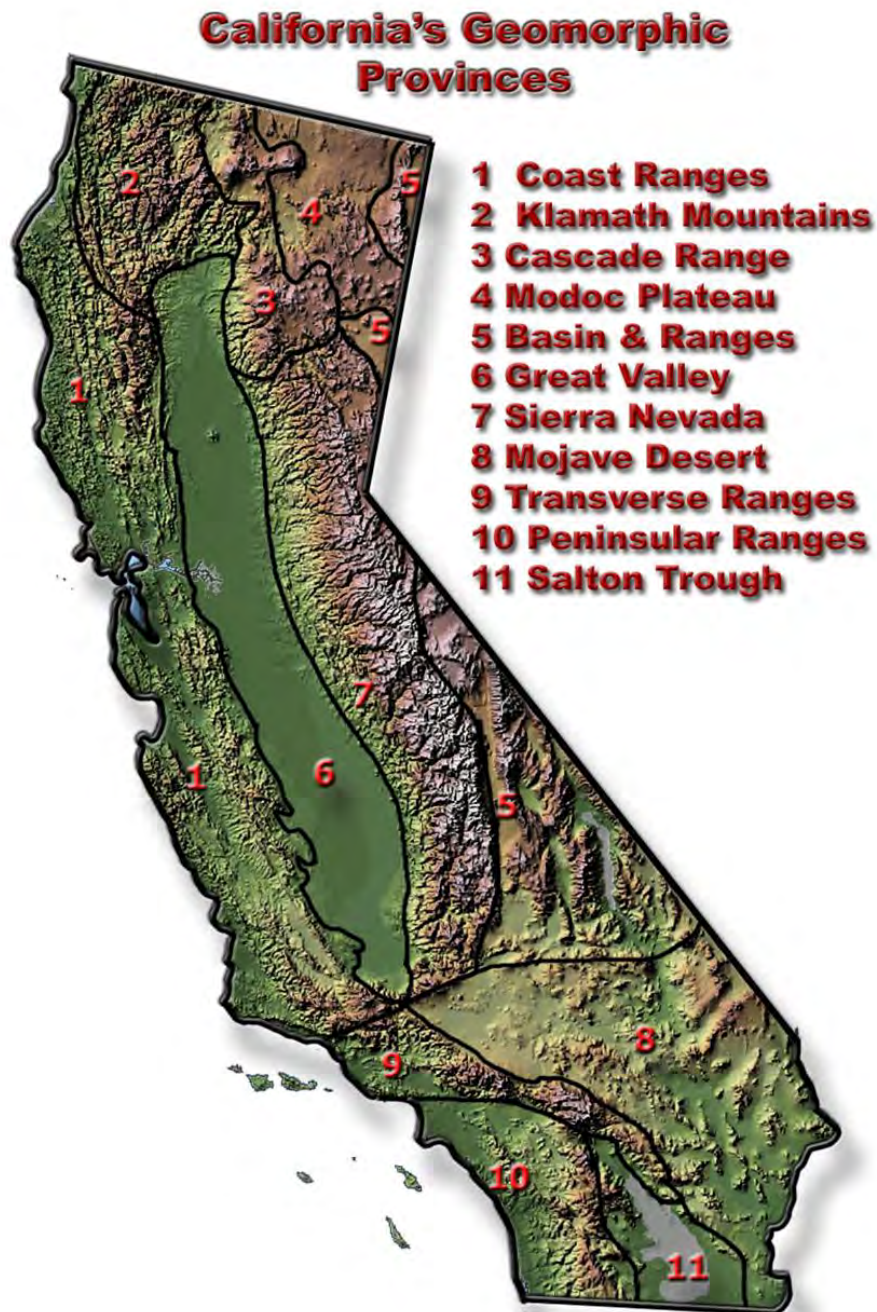 California's Geomorphic
Provinces
1 Coast Ranges
2 Klamath Mountains
3 Cascade Range
4 Modoc Plateau
5 Basin & Ranges
6 Great Valley
7 Sierra Nevada
8 Mojave Desert
9 Transverse Ranges
10 Peninsular Ranges
11 Salton Trough
2
5
4
3
5
1
7
6
1
5
8
9
10
11